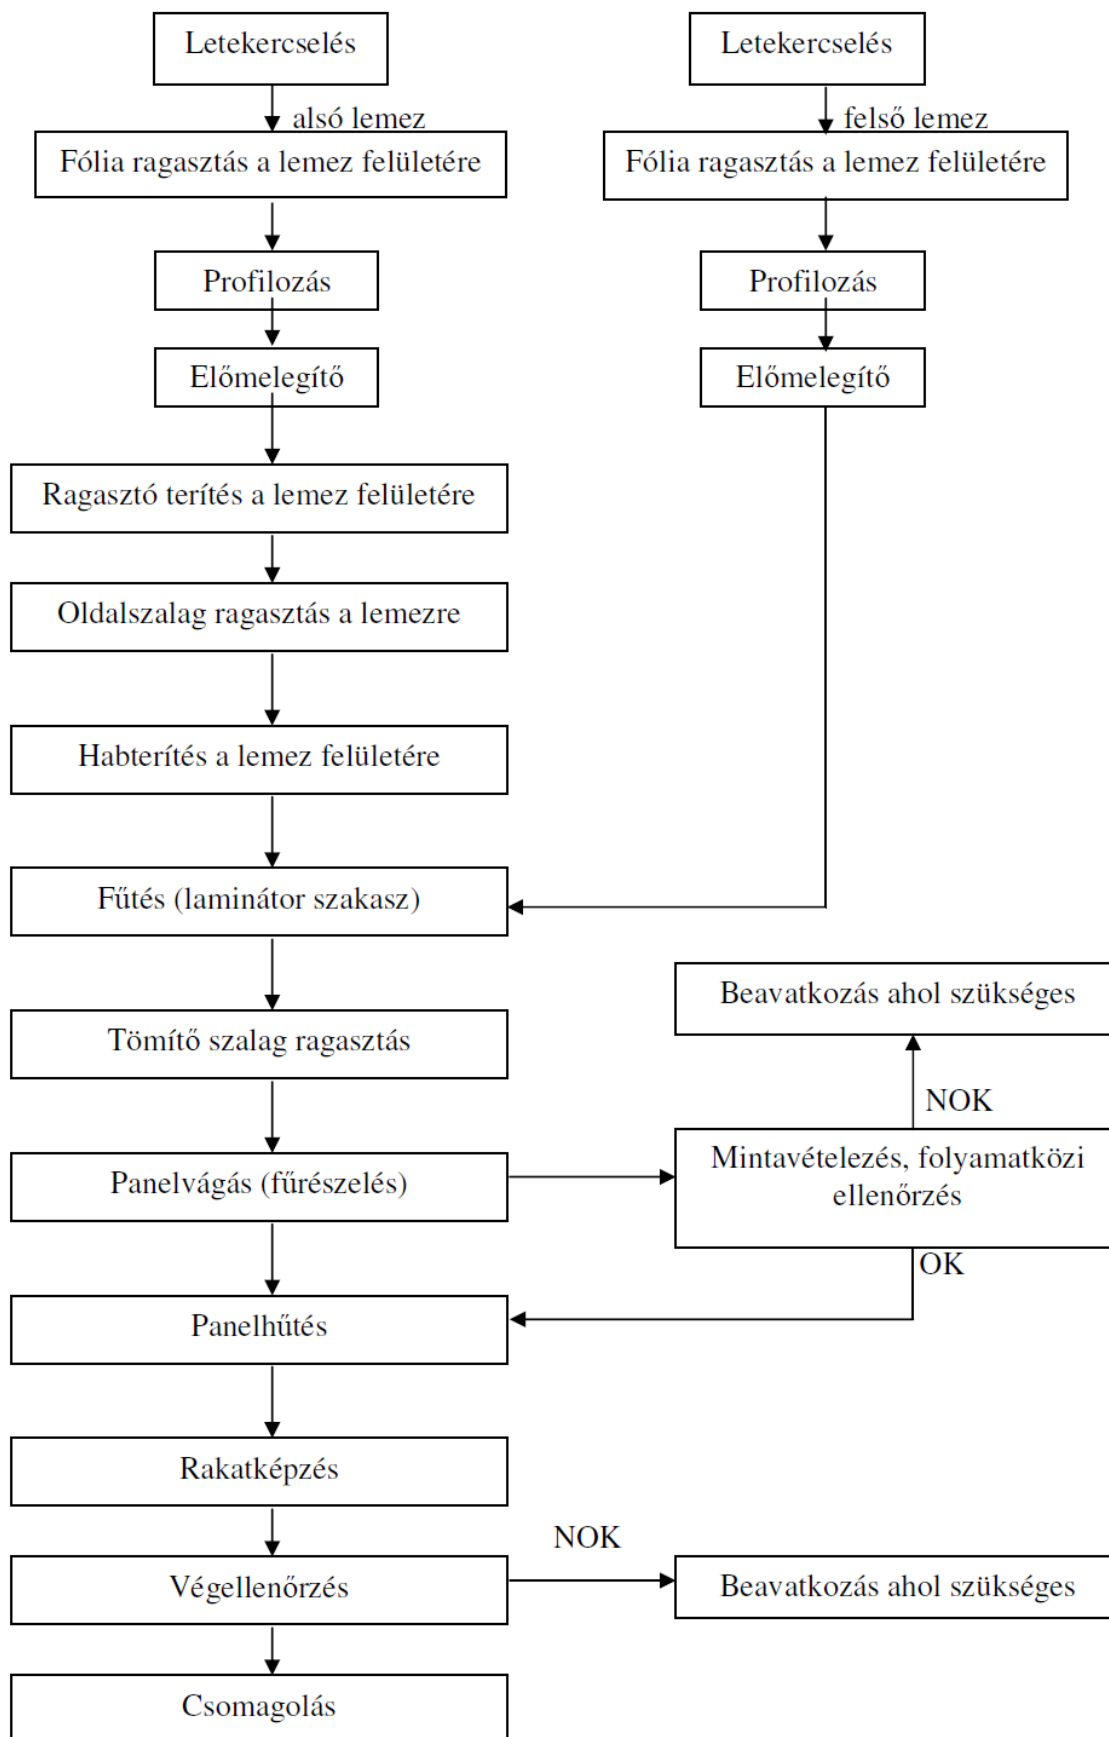 Letekercselés
Letekercselés
alsó lemez
felső lemez
Fólia ragasztás a lemez felületére
Fólia ragasztás a lemez felületére
Profilozás
Profilozás
Előmelegítő
Előmelegítő
Ragasztó terítés a lemez felületére
Oldalszalag ragasztás a lemezre
Habterítés a lemez felületére
Fűtés (laminátor szakasz)
Beavatkozás ahol szükséges
Tömítő szalag ragasztás
NOK
Mintavételezés, folyamatközi
ellenőrzés
Panelvágás (fűrészelés)
OK
Panelhűtés
Rakatképzés
NOK
Végellenőrzés
Beavatkozás ahol szükséges
Csomagolás